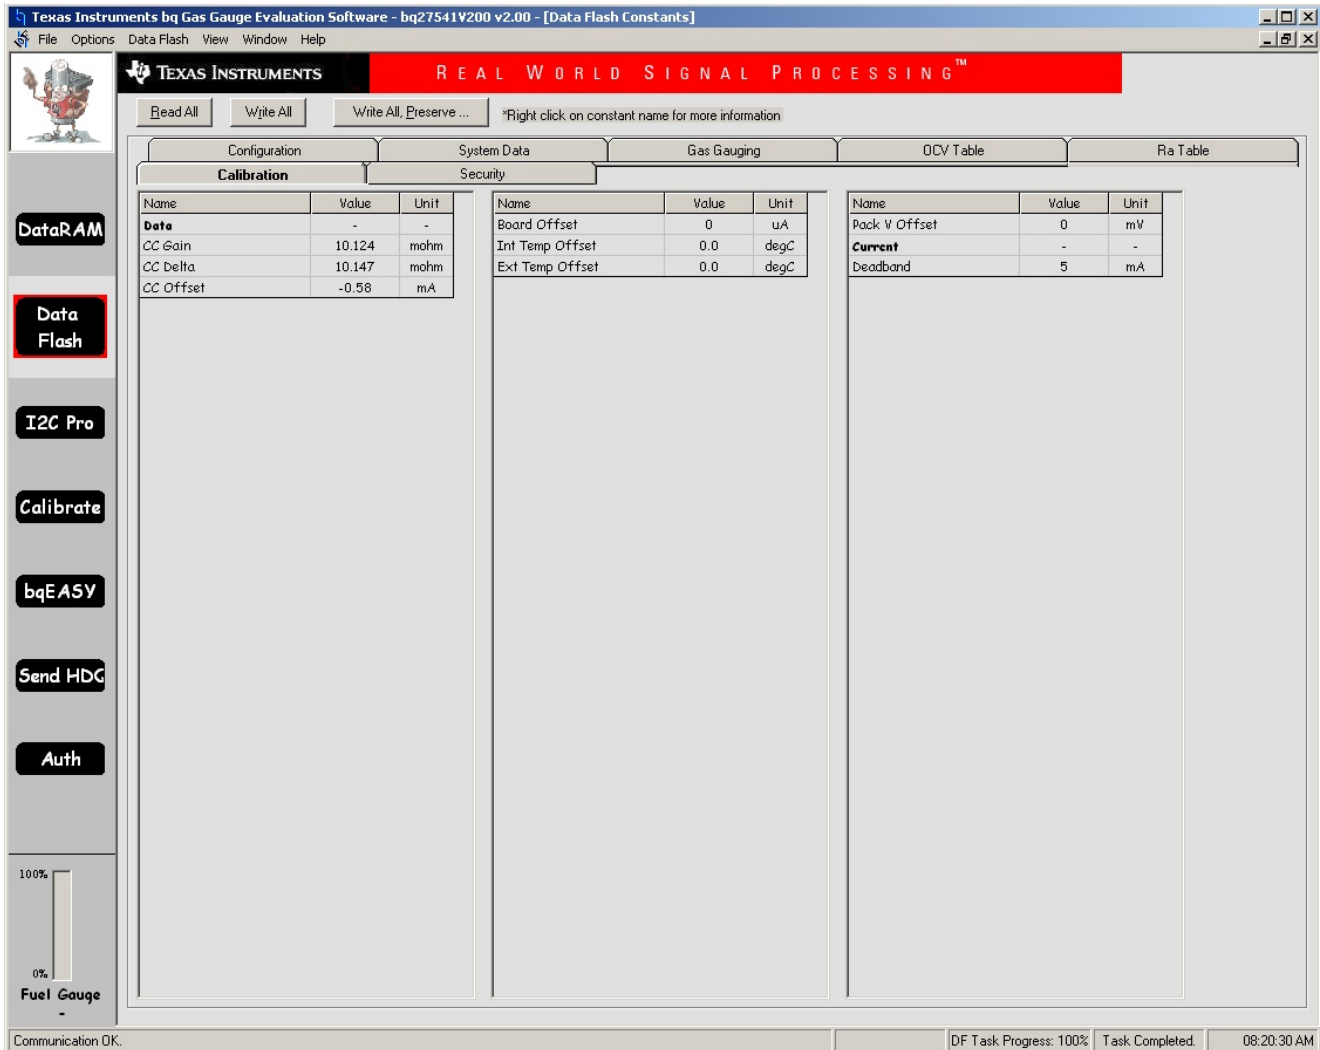 Texas Instruments bq Gas Gauge Evaluation Software - bq27541V200 v2.00 - [Data Flash Constants]
File Options Data Flash View Window Help
TEXAS INSTRUMENTS REAL WORLD SIGNAL PROCESSING™
Read All Write All Write All, Preserve ... *Right click on constant name for more information
Configuration System Data Gas Gauging OCV Table Ra Table
Calibration Security
Name Value Unit Name Value Unit Name Value Unit
Data - - Board Offset 0 uA Pack V Offset 0 mV
CC Gain 10.124 mohm Int Temp Offset 0.0 degC Current - -
CC Delta 10.147 mohm Ext Temp Offset 0.0 degC Deadband 5 mA
CC Offset -0.58 mA
DataRAM
Data
Flash
I2C Pro
Calibrate
bqEASY
Send HDG
Auth
100%
0%
Fuel Gauge
-
Communication OK. DF Task Progress: 100% Task Completed. 08:20:30 AM